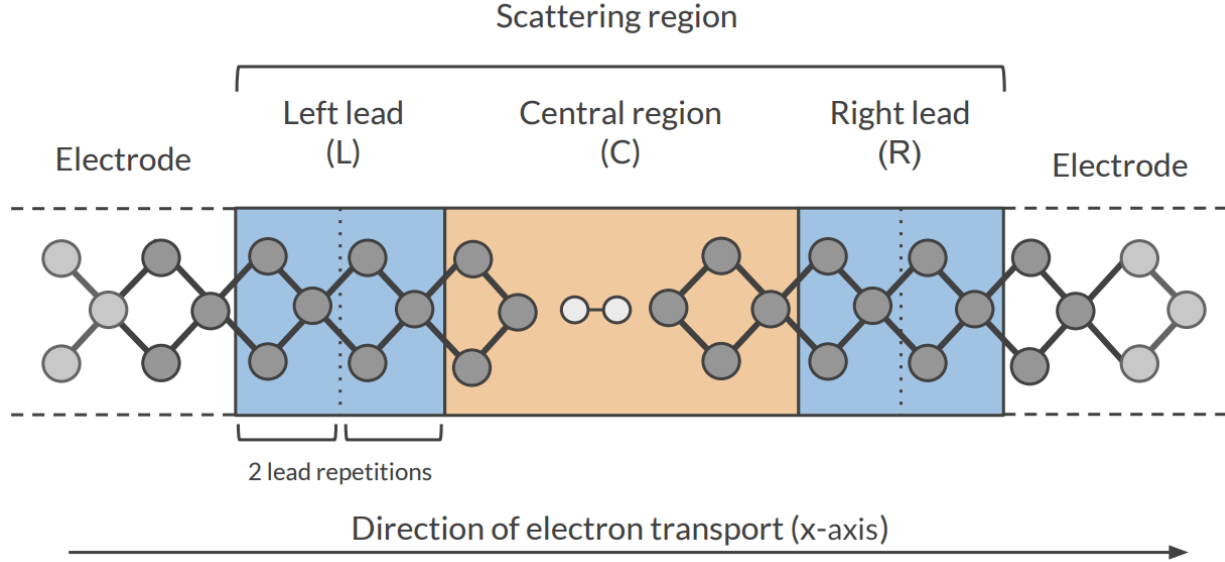 Scattering region
Left lead
(L)
Central region
(C)
Right lead
(R)
Electrode
Electrode
2 lead repetitions
Direction of electron transport (x-axis)